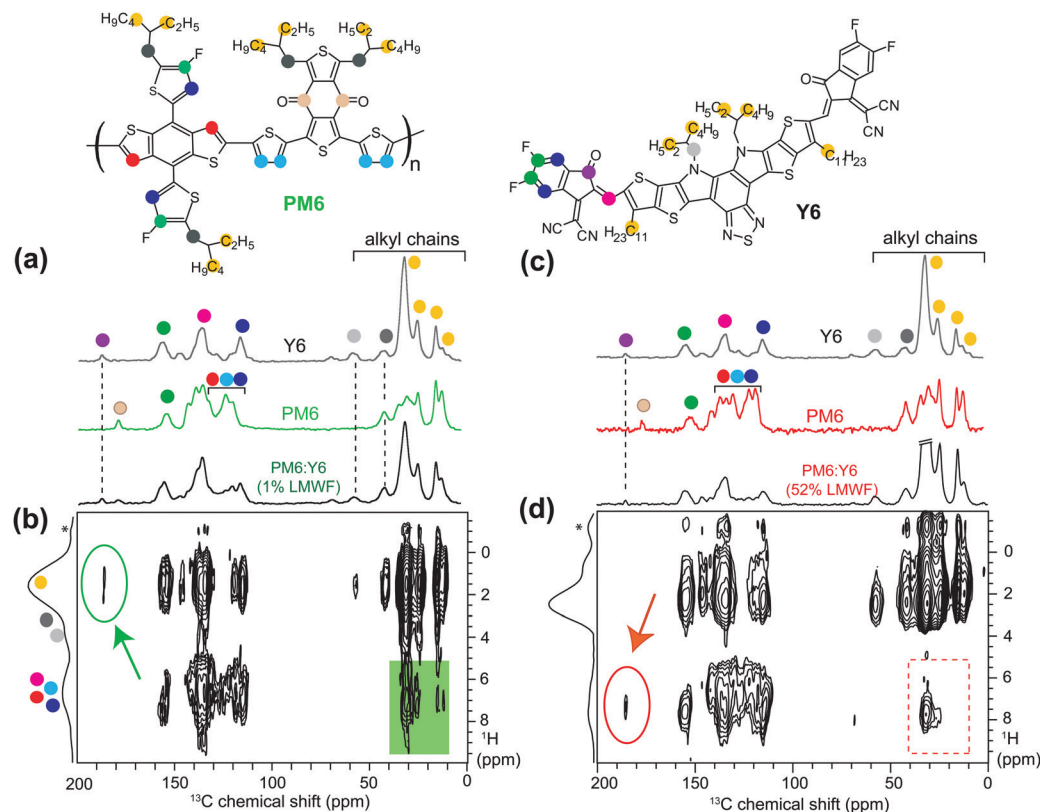 H9C4 C2H5
F
S
H9C4 C2H5 H5C2 C4H9
S
O O
S S S S S
( )n
PM6
S
F
C2H5
H9C4
F
F
O
CN
CN
H5C2 C4H9
C4H9
H5C2
N N
S S
C11H23
O
F
F
S S
CN
CN
H23C11
N N
S
Y6
(a)
alkyl chains
Y6
PM6
PM6:Y6
(1% LMWF)
(c)
alkyl chains
Y6
PM6
PM6:Y6
(52% LMWF)
(b)
*
0
2
4
6
8
1H
(ppm)
200 150 100 50 0
13C chemical shift (ppm)
(d)
*
0
2
4
6
8
1H
(ppm)
200 150 100 50 0
13C chemical shift (ppm)